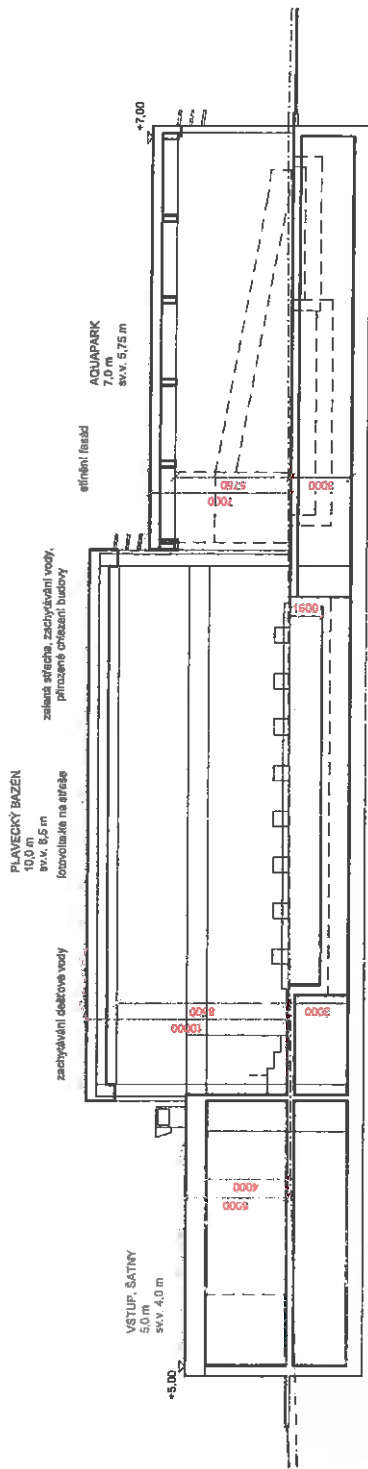 VSTUP, ŠATNY
5,0 m
sv.v. 4,0 m
+5,00
5000
4000
zachytávání dešťové vody
PLAVECKÝ BAZÉN
10,0 m
sv.v. 8,5 m
fotovoltaika na střeše
zelená střecha, zachytávání vody,
přirozené chlazení budovy
10000
8500
3000
1600
stínění fasád
AQUAPARK
7,0 m
sv.v. 5,75 m
+7,00
7000
5750
3000